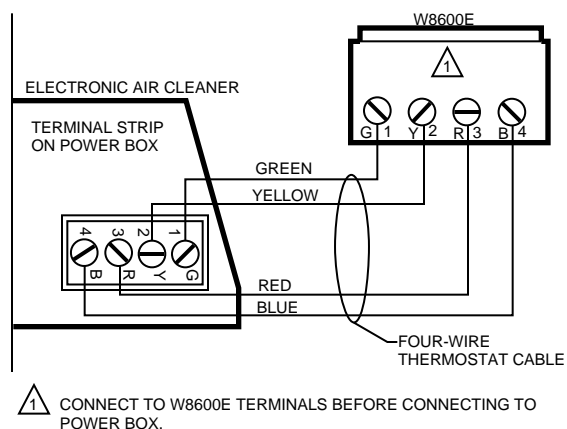 W8600E
1
G 1 Y 2 R 3 B 4
ELECTRONIC AIR CLEANER
TERMINAL STRIP
ON POWER BOX
GREEN
YELLOW
4 3 2 1
B R Y G
RED
BLUE
FOUR-WIRE
THERMOSTAT CABLE
1 CONNECT TO W8600E TERMINALS BEFORE CONNECTING TO
POWER BOX.